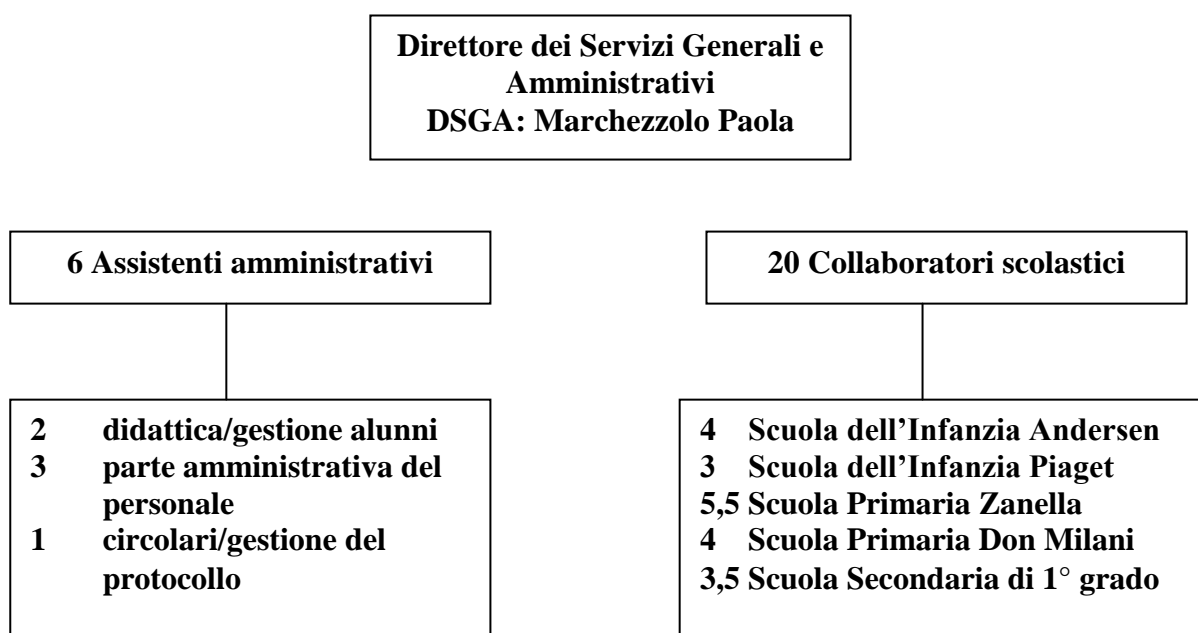 Direttore dei Servizi Generali e
Amministrativi
DSGA: Marchezzolo Paola
6 Assistenti amministrativi
20 Collaboratori scolastici
2 didattica/gestione alunni
3 parte amministrativa del
personale
1 circolari/gestione del
protocollo
4 Scuola dell’Infanzia Andersen
3 Scuola dell’Infanzia Piaget
5,5 Scuola Primaria Zanella
4 Scuola Primaria Don Milani
3,5 Scuola Secondaria di 1° grado